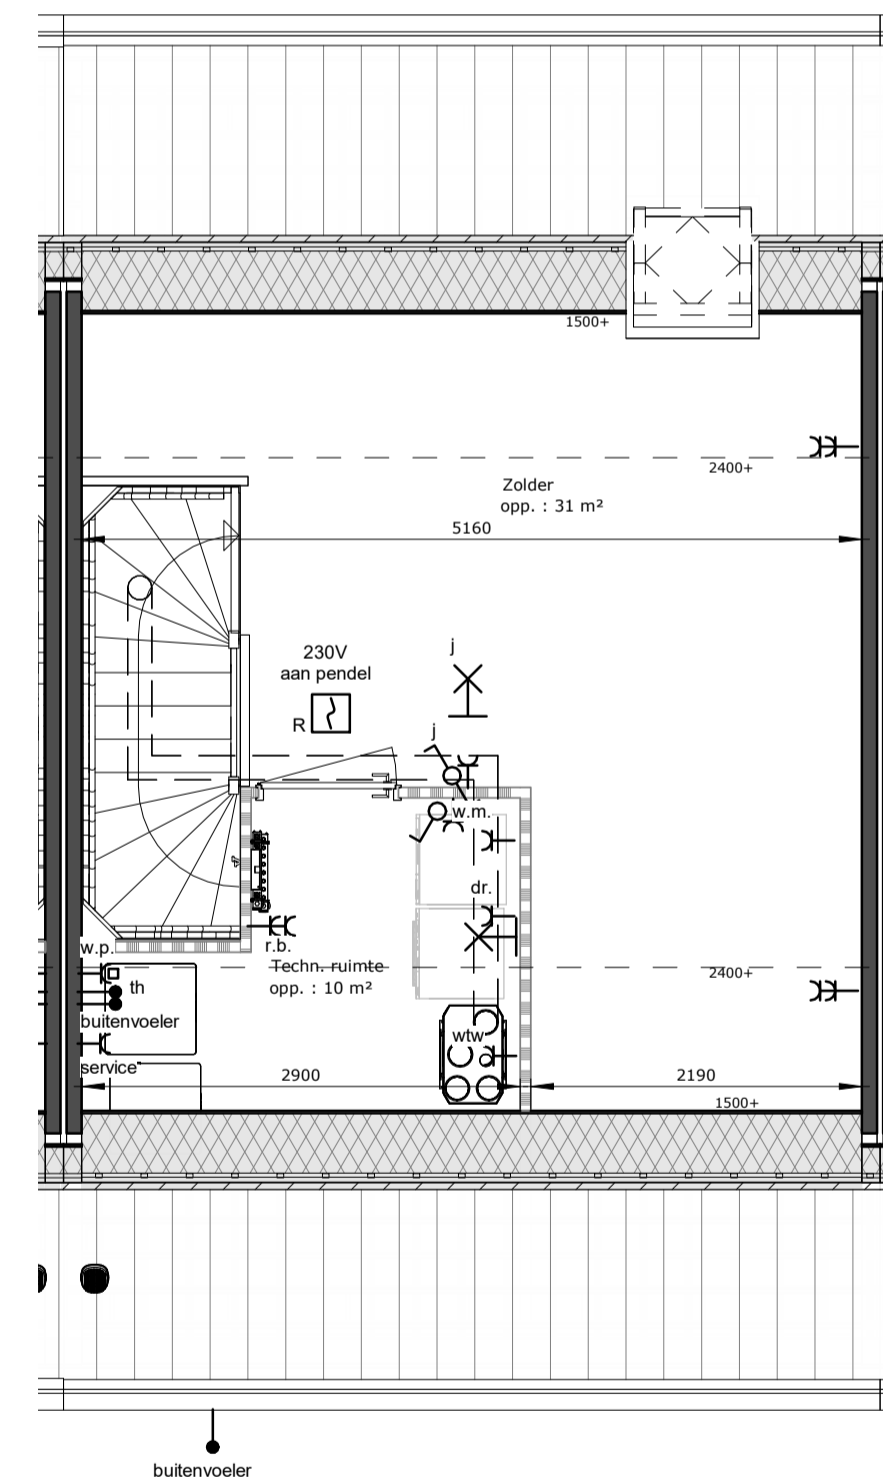 1500+
2400+
Zolder
opp. : 31 m²
5160
230V
aan pendel
R
j
j
w.m.
dr.
w.p.
r.b.
Techn. ruimte
opp. : 10 m²
2400+
th
buitenvoeler
wtw
service
2900
2190
1500+
buitenvoeler